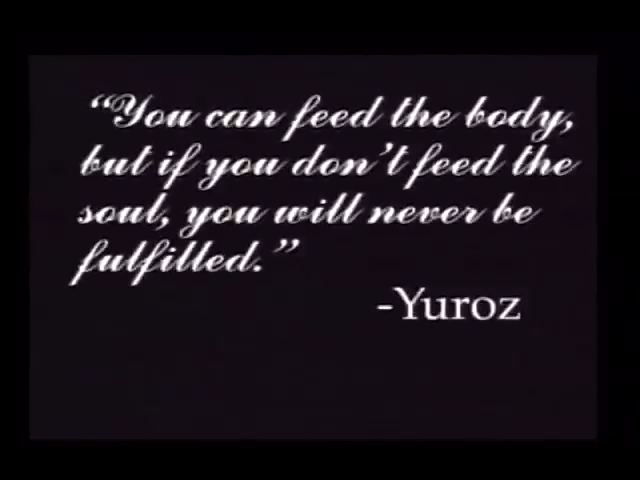 “You can feed the body,
but if you don’t feed the
soul, you will never be
fulfilled.”
-Yuroz